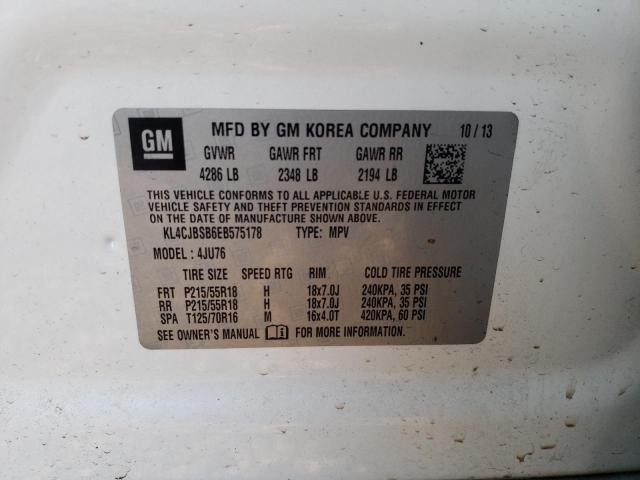 GM MFD BY GM KOREA COMPANY 10 / 13
GVWR GAWR FRT GAWR RR
4286 LB 2348 LB 2194 LB
THIS VEHICLE CONFORMS TO ALL APPLICABLE U.S. FEDERAL MOTOR
VEHICLE SAFETY AND THEFT PREVENTION STANDARDS IN EFFECT
ON THE DATE OF MANUFACTURE SHOWN ABOVE.
KL4CJBSB6EB575178 TYPE: MPV
MODEL : 4JU76
TIRE SIZE SPEED RTG RIM COLD TIRE PRESSURE
FRT P215/55R18 H 18x7.0J 240KPA, 35 PSI
RR P215/55R18 H 18x7.0J 240KPA, 35 PSI
SPA T125/70R16 M 16x4.0T 420KPA, 60 PSI
SEE OWNER'S MANUAL FOR MORE INFORMATION.